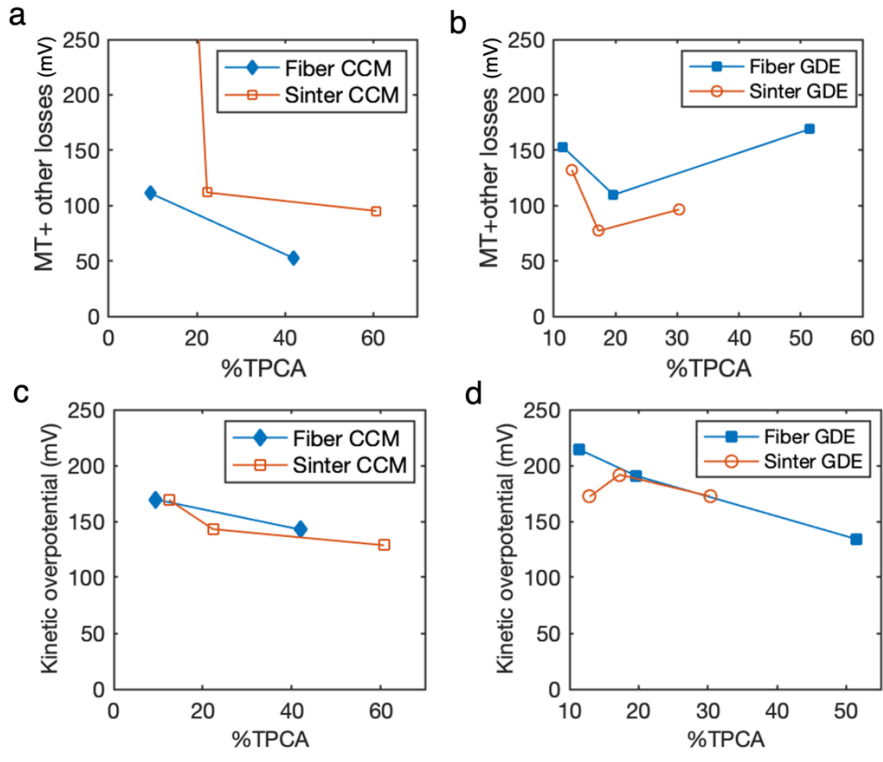 a
250
200
150
100
50
0
MT+ other losses (mV)
Fiber CCM
Sinter CCM
0 20 40 60
%TPCA
b
250
200
150
100
50
0
MT+other losses (mV)
Fiber GDE
Sinter GDE
10 20 30 40 50 60
%TPCA
c
250
200
150
100
50
0
Kinetic overpotential (mV)
Fiber CCM
Sinter CCM
0 20 40 60
%TPCA
d
250
200
150
100
50
0
Kinetic overpotential (mV)
Fiber GDE
Sinter GDE
10 20 30 40 50
%TPCA